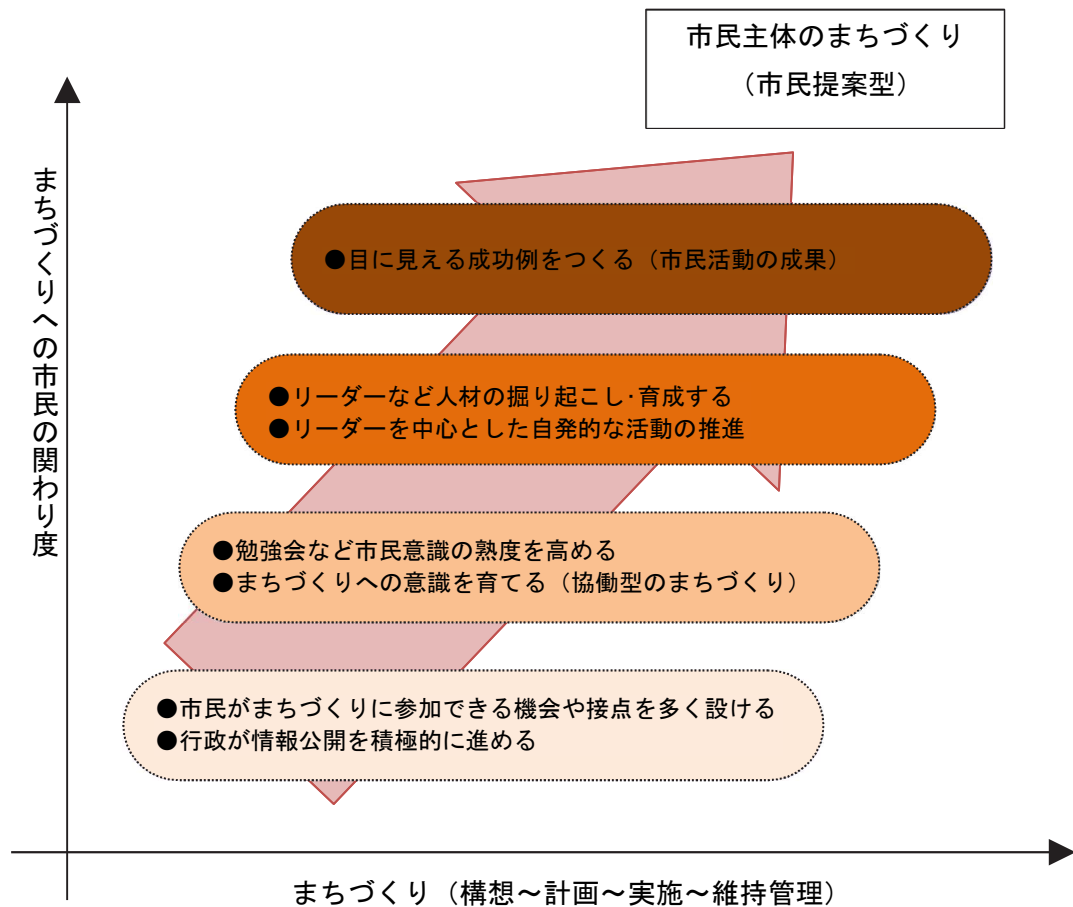 市民主体のまちづくり
（市民提案型）
まちづくりへの市民の関わり度
●目に見える成功例をつくる（市民活動の成果）
●リーダーなど人材の掘り起こし･育成する
●リーダーを中心とした自発的な活動の推進
●勉強会など市民意識の熟度を高める
●まちづくりへの意識を育てる（協働型のまちづくり）
●市民がまちづくりに参加できる機会や接点を多く設ける
●行政が情報公開を積極的に進める
まちづくり（構想～計画～実施～維持管理）